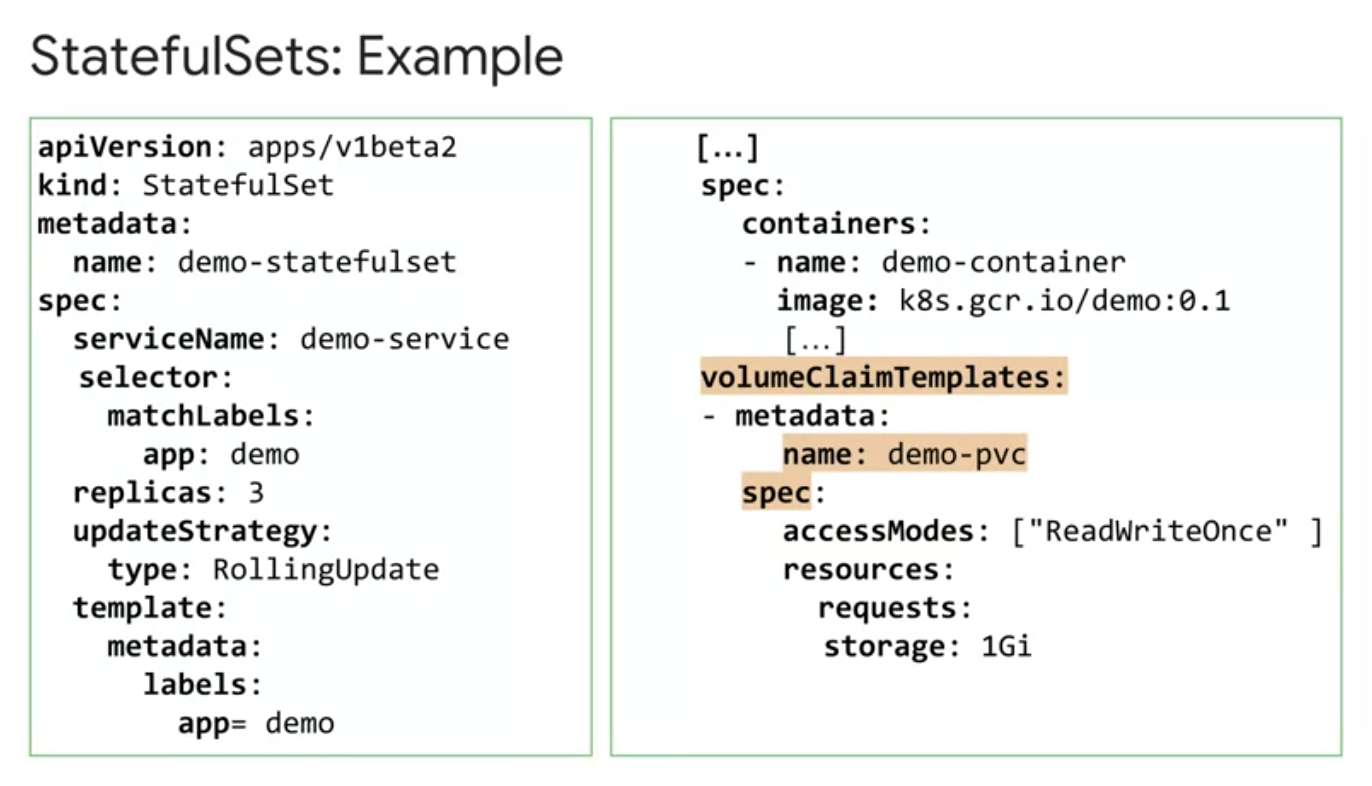 StatefulSets: Example
apiVersion: apps/v1beta2
kind: StatefulSet
metadata:
  name: demo-statefulset
spec:
  serviceName: demo-service
  selector:
    matchLabels:
      app: demo
  replicas: 3
  updateStrategy:
    type: RollingUpdate
  template:
    metadata:
      labels:
        app= demo
[...]
spec:
  containers:
  - name: demo-container
    image: k8s.gcr.io/demo:0.1
    [...]
volumeClaimTemplates:
- metadata:
    name: demo-pvc
  spec:
    accessModes: ["ReadWriteOnce" ]
    resources:
      requests:
      storage: 1Gi